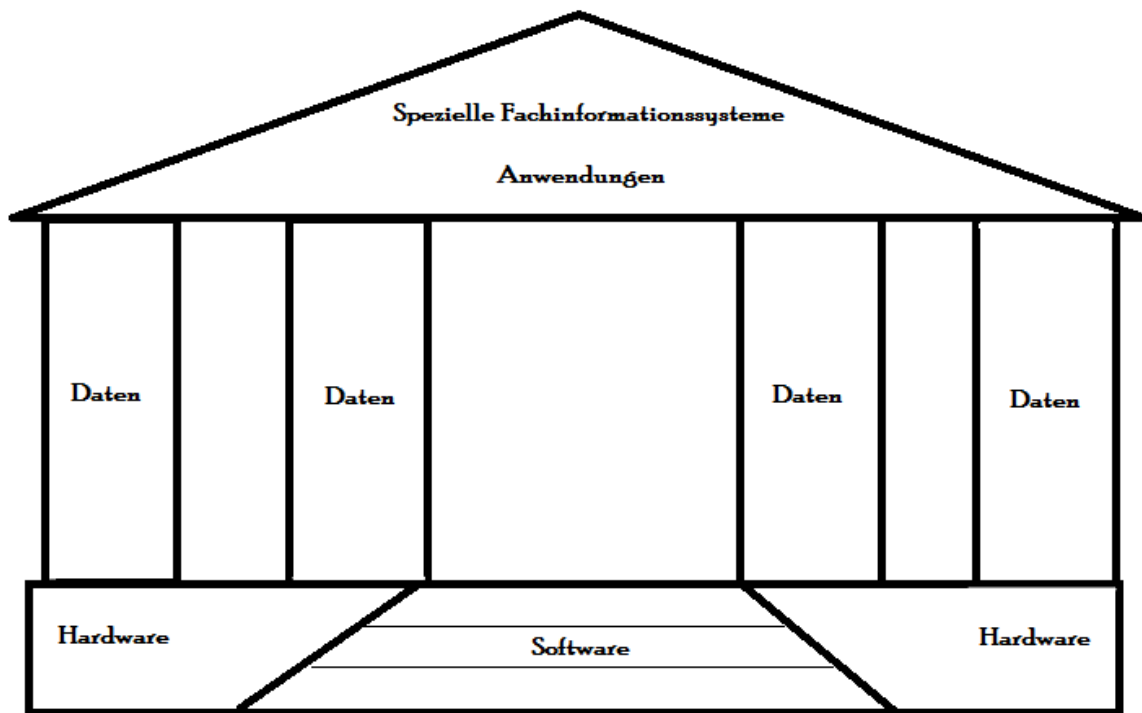 Spezielle Fachinformationssysteme
Anwendungen
Daten
Daten
Daten
Daten
Hardware
Software
Hardware